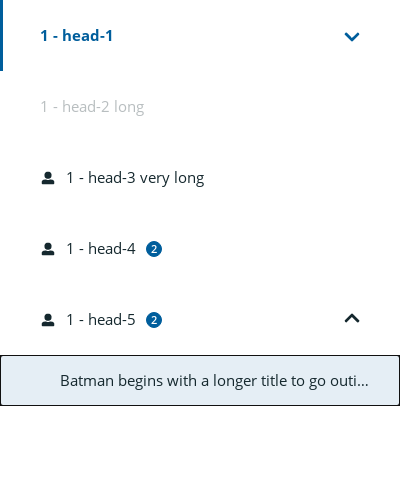 1 - head-1
1 - head-2 long
1 - head-3 very long
1 - head-4 2
1 - head-5 2
Batman begins with a longer title to go outi...